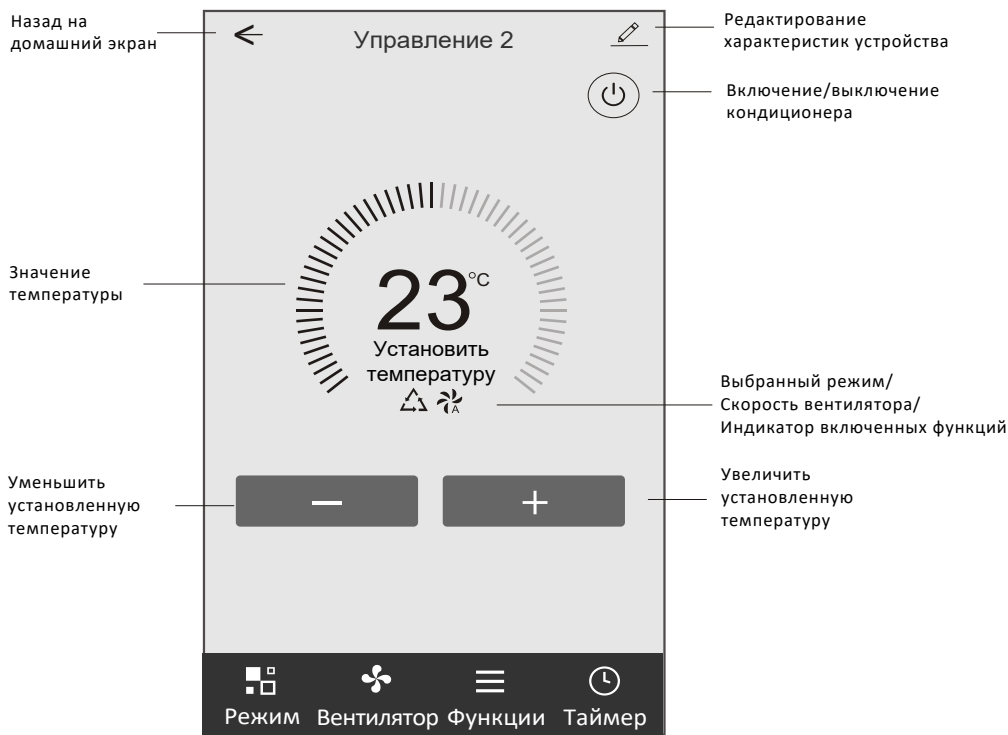 Назад на
домашний экран
Управление 2
Редактирование
характеристик устройства
Включение/выключение
кондиционера
Значение
температуры
23°C
Установить
температуру
A
Выбранный режим/
Скорость вентилятора/
Индикатор включенных функций
Уменьшить
установленную
температуру
Увеличить
установленную
температуру
Режим Вентилятор Функции Таймер